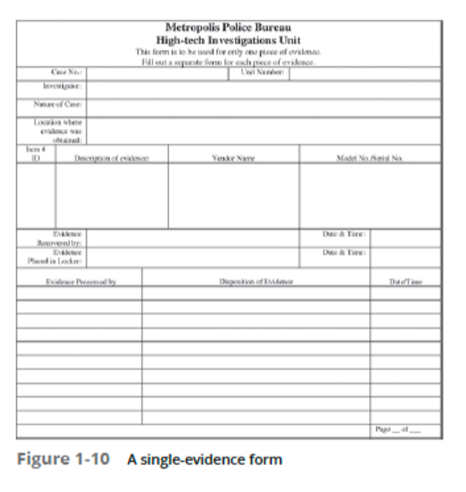 Metropolis Police Bureau
High-tech Investigations Unit
This form is to be used for only one piece of evidence.
Fill out a separate form for each piece of evidence.
Case No.: Unit Number:
Investigator:
Nature of Case:
Location where
evidence was
obtained:
Item #
ID Description of evidence: Vendor Name Model No./Serial No.
Evidence
Recovered by: Date & Time:
Evidence
Placed in Locker: Date & Time:
Evidence Processed by Disposition of Evidence Date/Time
Page __ of __
Figure 1-10 A single-evidence form